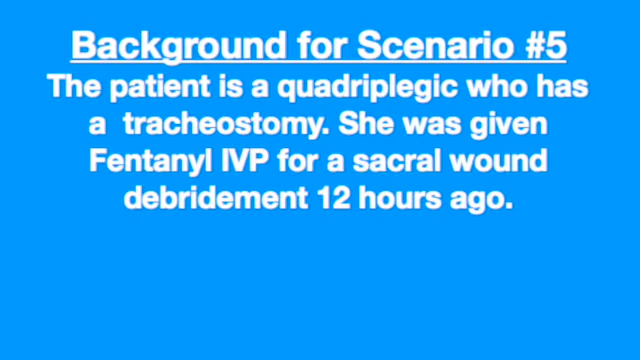 Background for Scenario #5
The patient is a quadriplegic who has
a  tracheostomy. She was given
Fentanyl IVP for a sacral wound
debridement 12 hours ago.